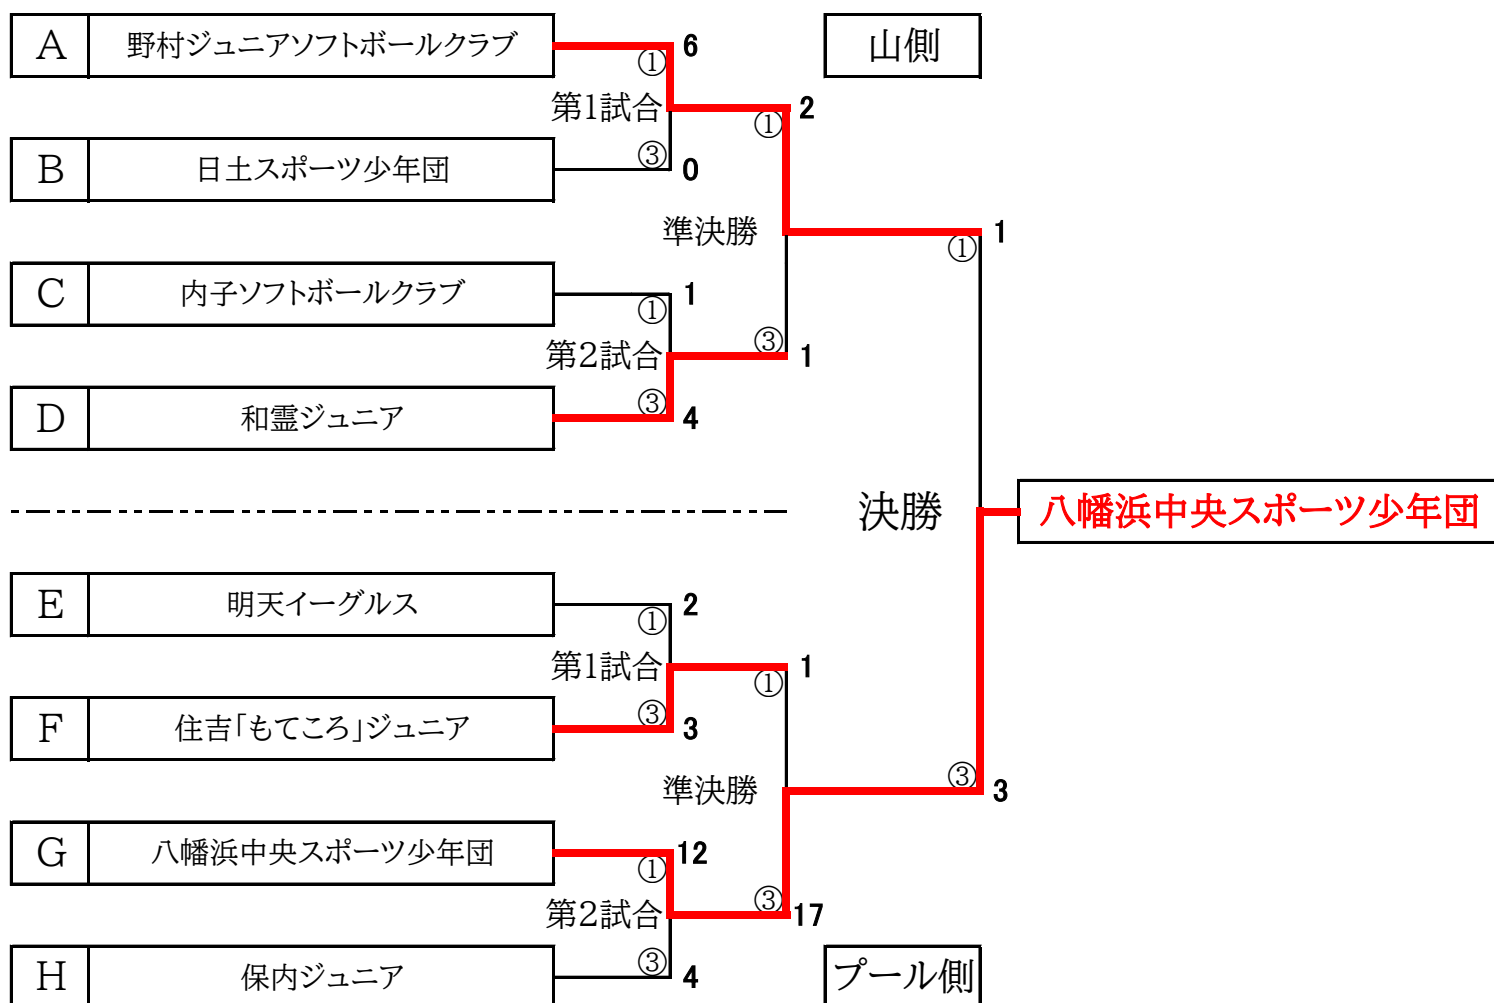 A 野村ジュニアソフトボールクラブ 6 山側
①
第1試合 2
①
③
B 日土スポーツ少年団 0
準決勝 1
①
C 内子ソフトボールクラブ 1
①
③
第2試合 1
③
D 和霊ジュニア 4
決勝 八幡浜中央スポーツ少年団
E 明天イーグルス 2
①
第1試合 1
①
③
F 住吉「もてころ」ジュニア 3
③
準決勝 3
G 八幡浜中央スポーツ少年団 12
①
③
第2試合 17
③
H 保内ジュニア 4 プール側